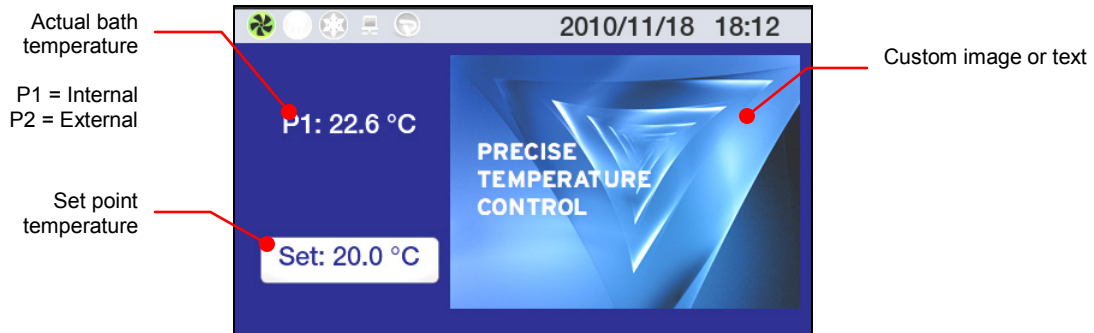 2010/11/18 18:12
Actual bath
temperature
P1 = Internal
P2 = External
P1: 22.6 °C
Custom image or text
PRECISE
TEMPERATURE
CONTROL
Set point
temperature
Set: 20.0 °C